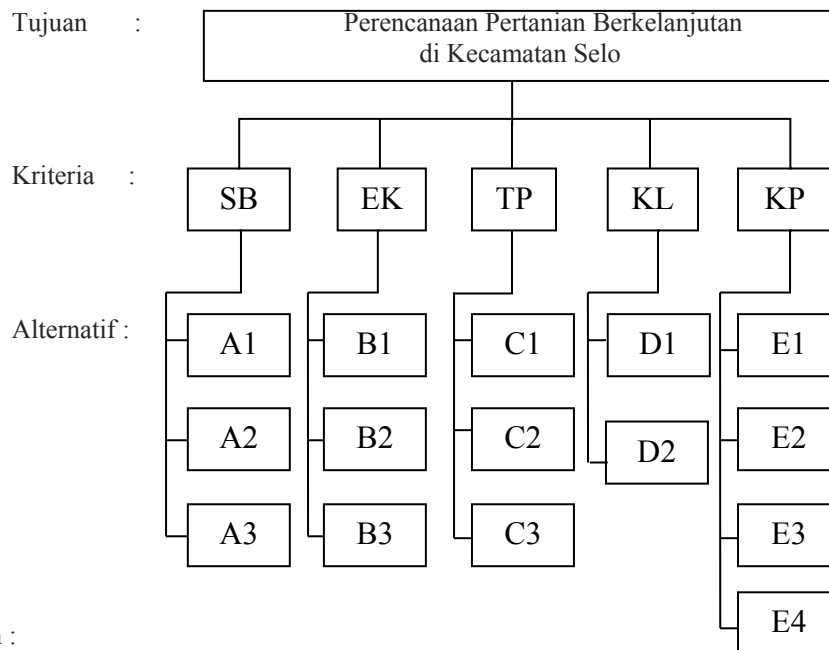 Tujuan :
Perencanaan Pertanian Berkelanjutan
di Kecamatan Selo
Kriteria :
SB EK TP KL KP
Alternatif :
A1 B1 C1 D1 E1
A2 B2 C2 D2 E2
A3 B3 C3 E3
E4
: